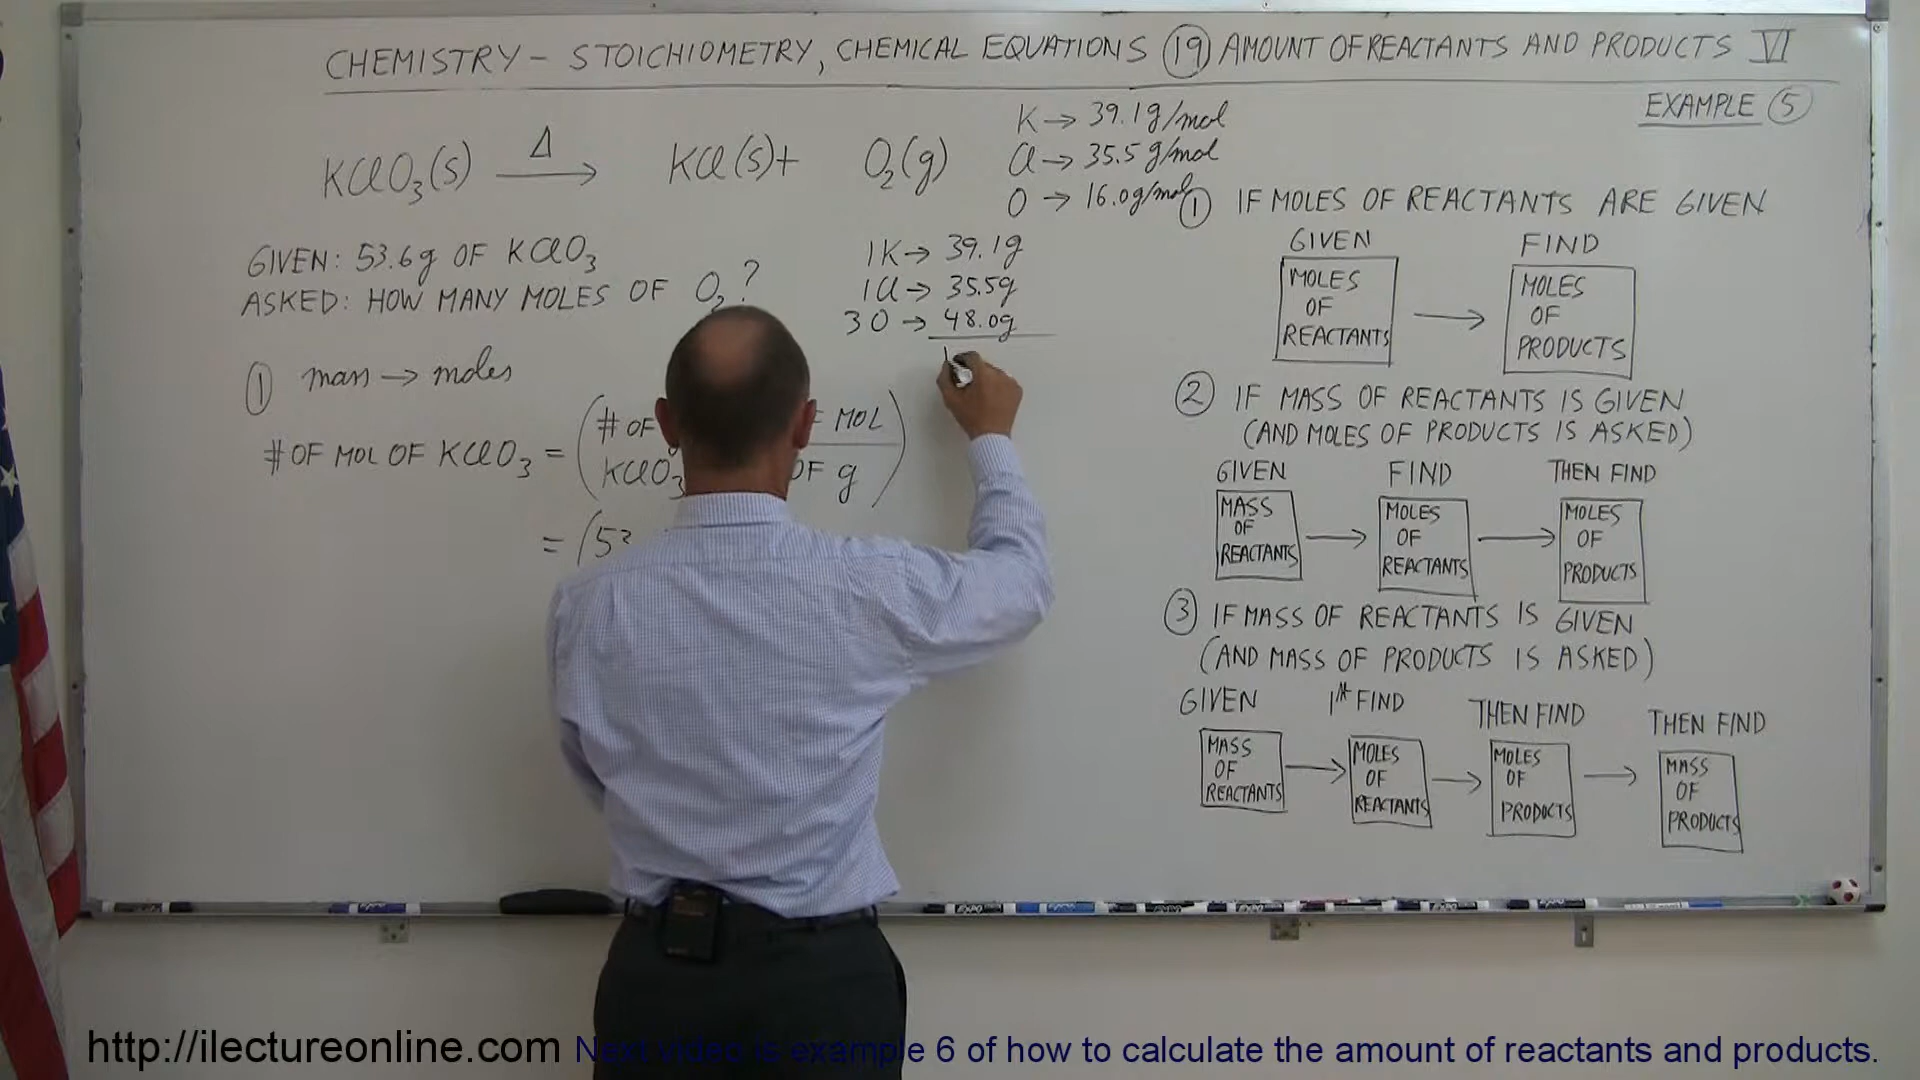 CHEMISTRY – STOICHIOMETRY, CHEMICAL EQUATIONS ⑲ AMOUNT OF REACTANTS AND PRODUCTS VI
EXAMPLE ⑤
KClO₃(s) Δ→ KCl(s) + O₂(g)
K → 39.1 g/mol
Cl → 35.5 g/mol
O → 16.0 g/mol
GIVEN: 53.6g OF KClO₃
ASKED: HOW MANY MOLES OF O₂?
1K → 39.1g
1Cl → 35.5g
3O → 48.0g
1
① mass → moles
# OF MOL OF KClO₃ = (# OF
KClO₃
MOL
OF g)
= (53
① IF MOLES OF REACTANTS ARE GIVEN
GIVEN FIND
MOLES OF REACTANTS → MOLES OF PRODUCTS
② IF MASS OF REACTANTS IS GIVEN
(AND MOLES OF PRODUCTS IS ASKED)
GIVEN FIND THEN FIND
MASS OF REACTANTS → MOLES OF REACTANTS → MOLES OF PRODUCTS
③ IF MASS OF REACTANTS IS GIVEN
(AND MASS OF PRODUCTS IS ASKED)
GIVEN 1st FIND THEN FIND THEN FIND
MASS OF REACTANTS → MOLES OF REACTANTS → MOLES OF PRODUCTS → MASS OF PRODUCTS
http://ilectureonline.com Next video is example 6 of how to calculate the amount of reactants and products.